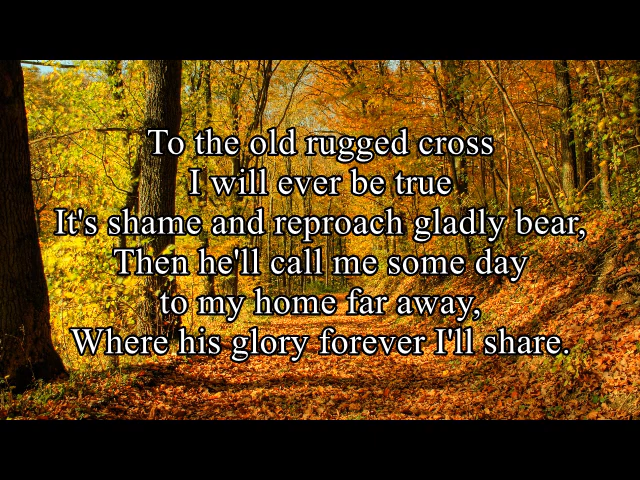 To the old rugged cross
I will ever be true
It's shame and reproach gladly bear,
Then he'll call me some day
to my home far away,
Where his glory forever I'll share.